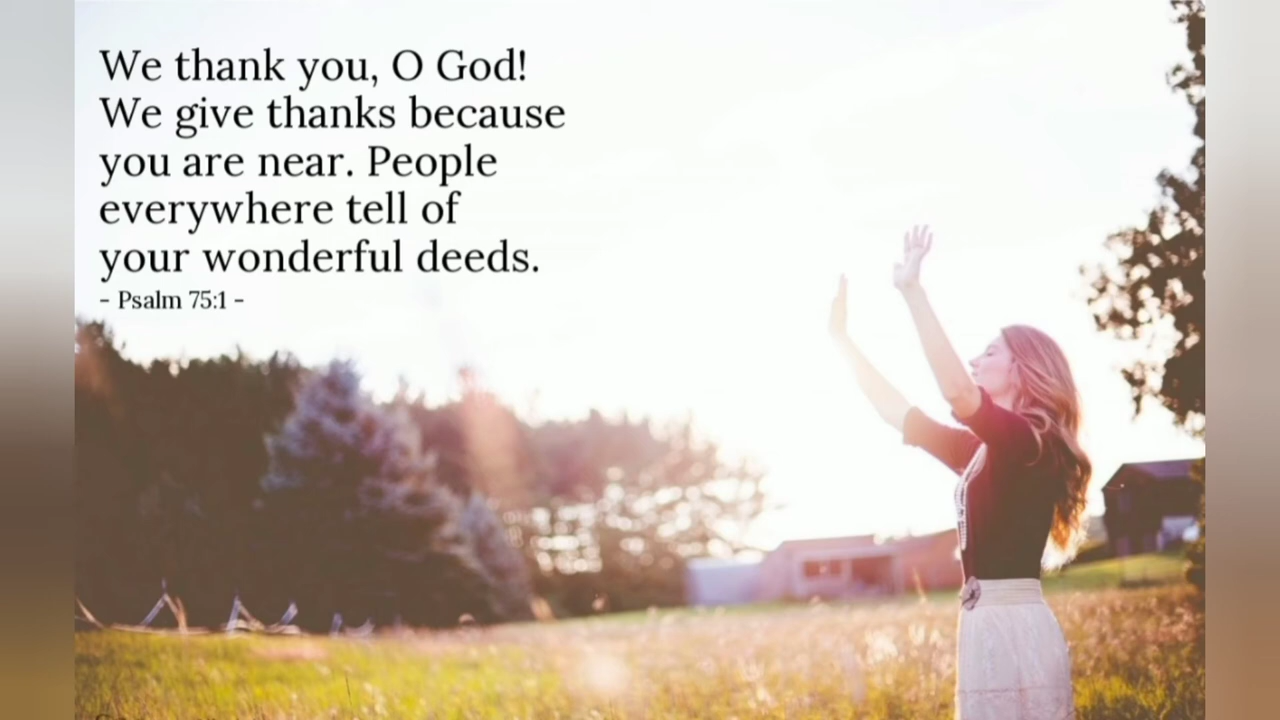 We thank you, O God!
We give thanks because
you are near. People
everywhere tell of
your wonderful deeds.
- Psalm 75:1 -